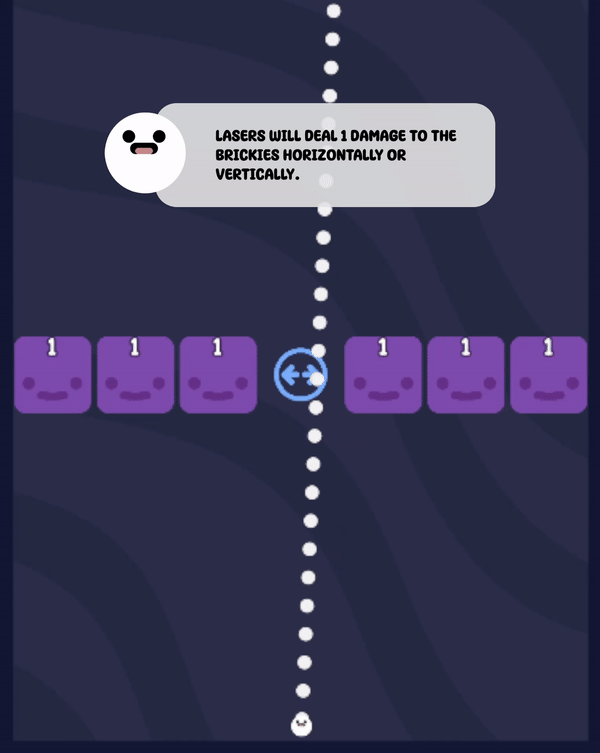 LASERS WILL DEAL 1 DAMAGE TO THE
BRICKIES HORIZONTALLY OR
VERTICALLY.
1 1 1 1 1 1